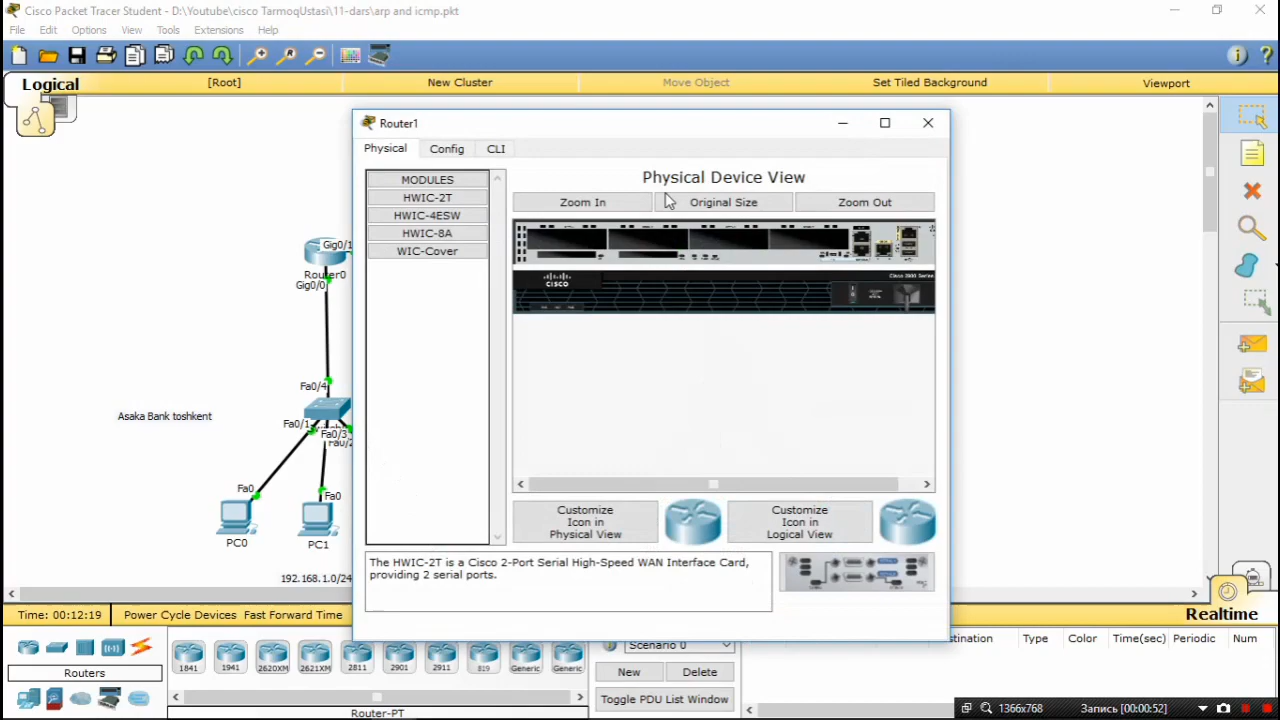 Cisco Packet Tracer Student - D:\Youtube\cisco TarmoqUstasi\11-dars\arp and icmp.pkt
File Edit Options View Tools Extensions Help
Logical [Root] New Cluster Move Object Set Tiled Background Viewport
Router1
Physical Config CLI
MODULES
HWIC-2T
HWIC-4ESW
HWIC-8A
WIC-Cover
Physical Device View
Zoom In Original Size Zoom Out
CISCO
Cisco 2900 Series
Customize
Icon in
Physical View
Customize
Icon in
Logical View
The HWIC-2T is a Cisco 2-Port Serial High-Speed WAN Interface Card,
providing 2 serial ports.
Gig0/1
Router0
Gig0/0
Fa0/4
Asaka Bank toshkent
Fa0/1
Fa0/3
Fa0/2
Fa0
Fa0
PC0
PC1
192.168.1.0/24
Time: 00:12:19 Power Cycle Devices Fast Forward Time
Realtime
Routers
1841 1941 2620XM 2621XM 2811 2901 2911 819 Generic Generic
Router-PT
Scenario 0
New Delete
Toggle PDU List Window
stination Type Color Time(sec) Periodic Num
1366x768 Запись [00:00:52]